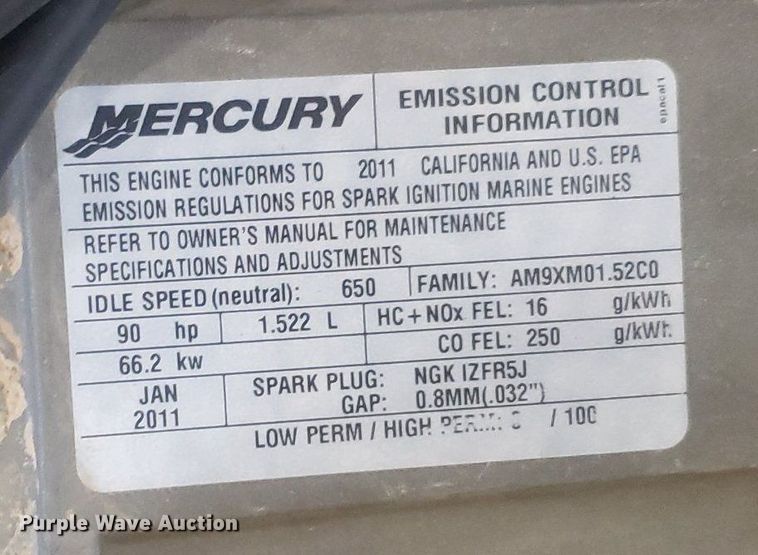 MERCURY
EMISSION CONTROL
INFORMATION
epacal1
THIS ENGINE CONFORMS TO 2011 CALIFORNIA AND U.S. EPA
EMISSION REGULATIONS FOR SPARK IGNITION MARINE ENGINES
REFER TO OWNER'S MANUAL FOR MAINTENANCE
SPECIFICATIONS AND ADJUSTMENTS
IDLE SPEED (neutral): 650
FAMILY: AM9XM01.52C0
90 hp
1.522 L
HC + NOx FEL: 16 g/kWh
66.2 kw
CO FEL: 250 g/kWh
JAN
2011
SPARK PLUG: NGK IZFR5J
GAP: 0.8MM(.032")
LOW PERM / HIGH PERM: / 100
Purple Wave Auction